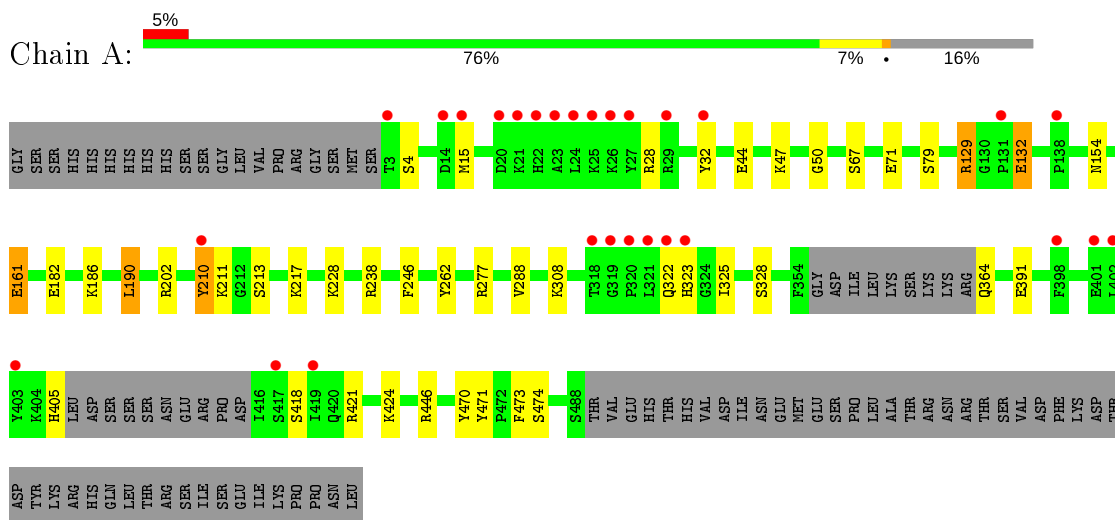 5%
Chain A:
76% 7% • 16%
GLY SER SER HIS HIS HIS HIS HIS HIS SER SER GLY LEU VAL PRO ARG GLY SER MET SER T3 S4 D14 M15 D20 K21 H22 A23 L24 K25 K26 Y27 R28 R29 Y32 E44 K47 G50 S67 E71 S79 R129 G130 P131 E132 P138 N154
E161 E182 K186 L190 R202 Y210 K211 G212 S213 K217 K228 R238 F246 Y262 R277 V288 K308 T318 G319 P320 L321 Q322 H323 G324 I325 S328 F354 GLY ASP ILE LEU LYS SER LYS LYS ARG Q364 E391 F398 E401 L402
Y403 K404 H405 LEU ASP SER SER SER ASN GLU ARG PRO ASP I416 S417 S418 I419 Q420 R421 K424 R446 Y470 Y471 P472 F473 S474 S488 THR VAL GLU HIS THR HIS VAL ASP ILE ASN GLU MET GLU SER PRO LEU ALA THR ARG ASN ARG THR SER VAL ASP PHE LYS ASP THR
ASP TYR LYS ARG HIS GLN LEU THR ARG SER ILE SER GLU ILE LYS PRO PRO ASN LEU